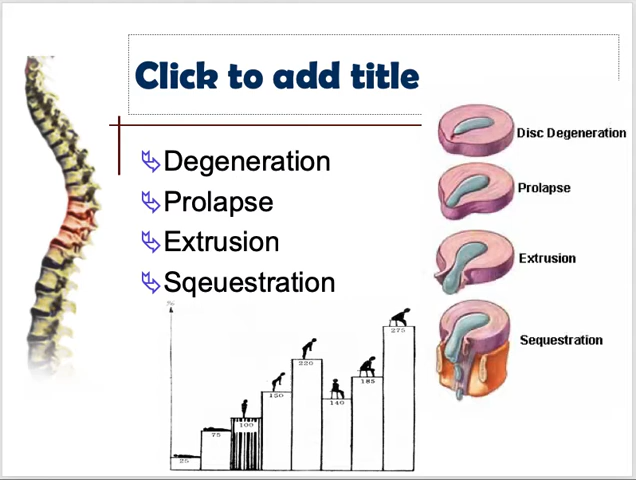 Click to add title
Degeneration
Prolapse
Extrusion
Sqeuestration
Disc Degeneration
Prolapse
Extrusion
Sequestration
25
75
100
150
220
140
185
275